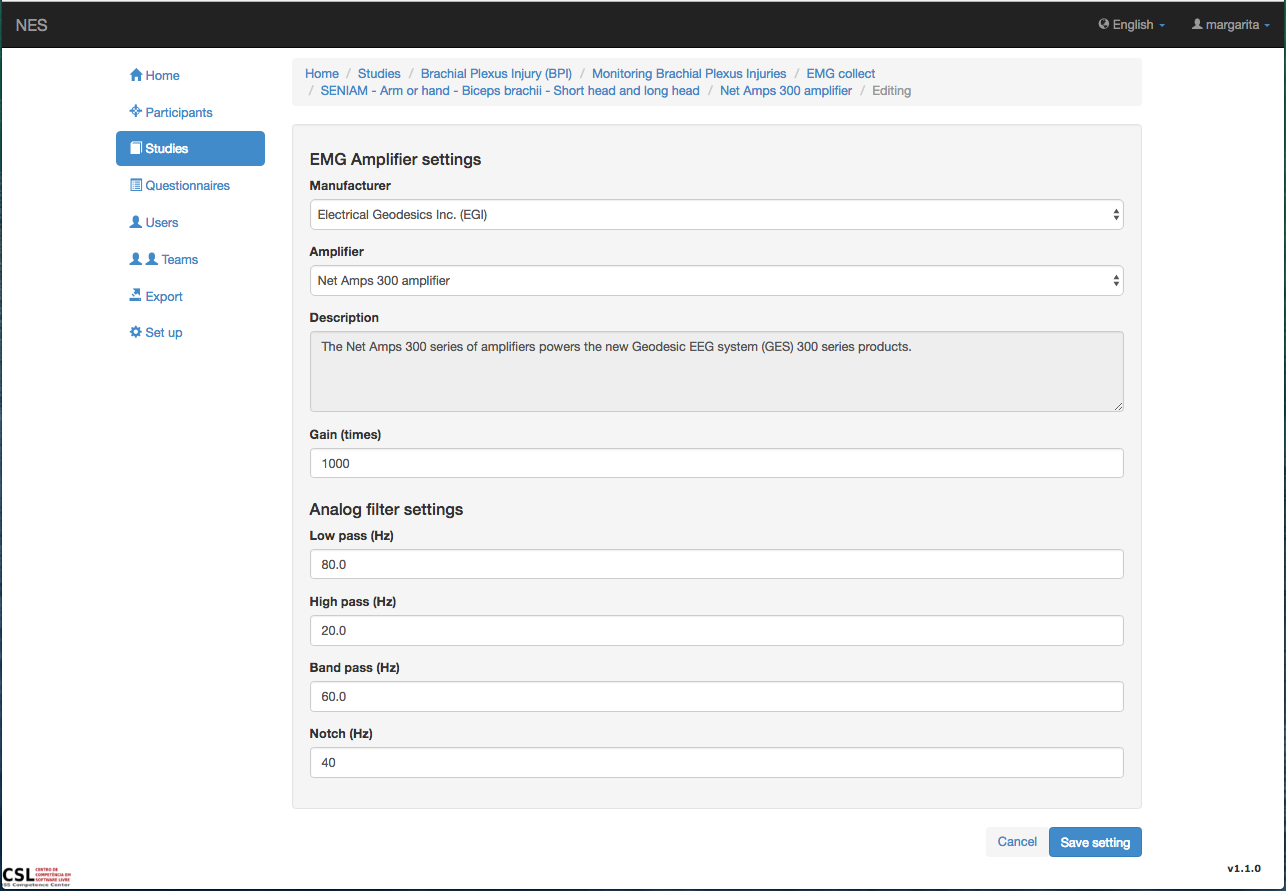 NES
English
margarita
Home
Participants
Studies
Questionnaires
Users
Teams
Export
Set up
Home / Studies / Brachial Plexus Injury (BPI) / Monitoring Brachial Plexus Injuries / EMG collect
/ SENIAM - Arm or hand - Biceps brachii - Short head and long head / Net Amps 300 amplifier / Editing
EMG Amplifier settings
Manufacturer
Electrical Geodesics Inc. (EGI)
Amplifier
Net Amps 300 amplifier
Description
The Net Amps 300 series of amplifiers powers the new Geodesic EEG system (GES) 300 series products.
Gain (times)
1000
Analog filter settings
Low pass (Hz)
80.0
High pass (Hz)
20.0
Band pass (Hz)
60.0
Notch (Hz)
40
Cancel
Save setting
CSL
CENTRO DE
COMPETÊNCIA EM
SOFTWARE LIVRE
Competence Center
v1.1.0